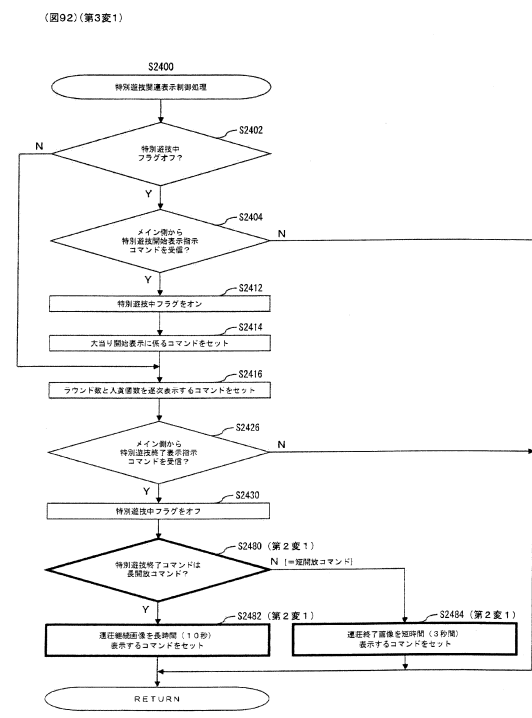 (図92)(第3変1)
S2400
特別遊技関連表示制御処理
S2402
特別遊技中
フラグオフ?
N
Y
S2404
メイン側から
特別遊技開始表示指示
コマンドを受信?
N
Y
S2412
特別遊技中フラグをオン
S2414
大当り開始表示に係るコマンドをセット
S2416
ラウンド数と入賞個数を逐次表示するコマンドをセット
S2426
メイン側から
特別遊技終了表示指示
コマンドを受信?
N
Y
S2430
特別遊技中フラグをオフ
S2480(第2変1)
特別遊技終了コマンドは
長開放コマンド?
N [=短開放コマンド]
Y
S2482(第2変1)
連荘継続画像を長時間(10秒)
表示するコマンドをセット
S2484(第2変1)
連荘終了画像を短時間(3秒間)
表示するコマンドをセット
RETURN